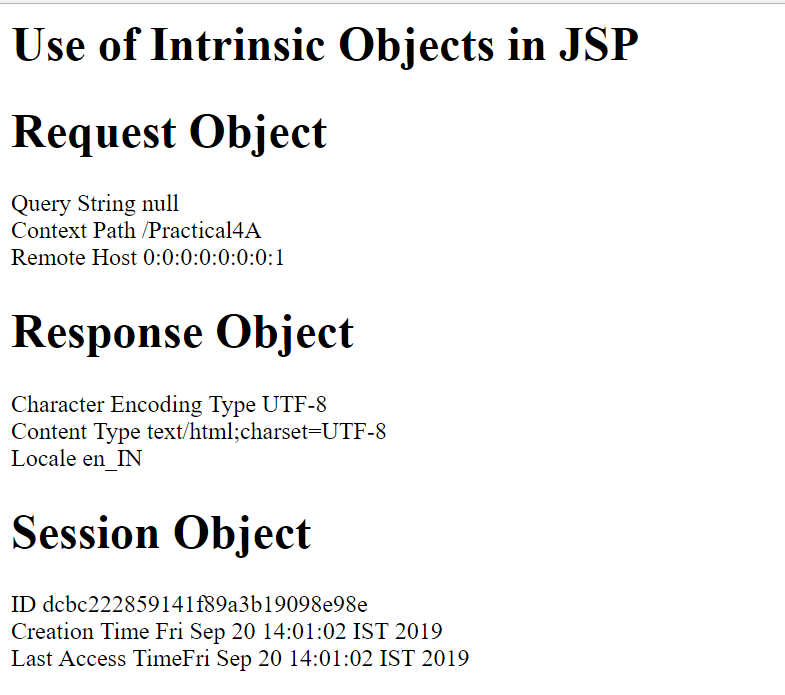 Use of Intrinsic Objects in JSP
Request Object
Query String null
Context Path /Practical4A
Remote Host 0:0:0:0:0:0:0:1
Response Object
Character Encoding Type UTF-8
Content Type text/html;charset=UTF-8
Locale en_IN
Session Object
ID dcbc222859141f89a3b19098e98e
Creation Time Fri Sep 20 14:01:02 IST 2019
Last Access TimeFri Sep 20 14:01:02 IST 2019